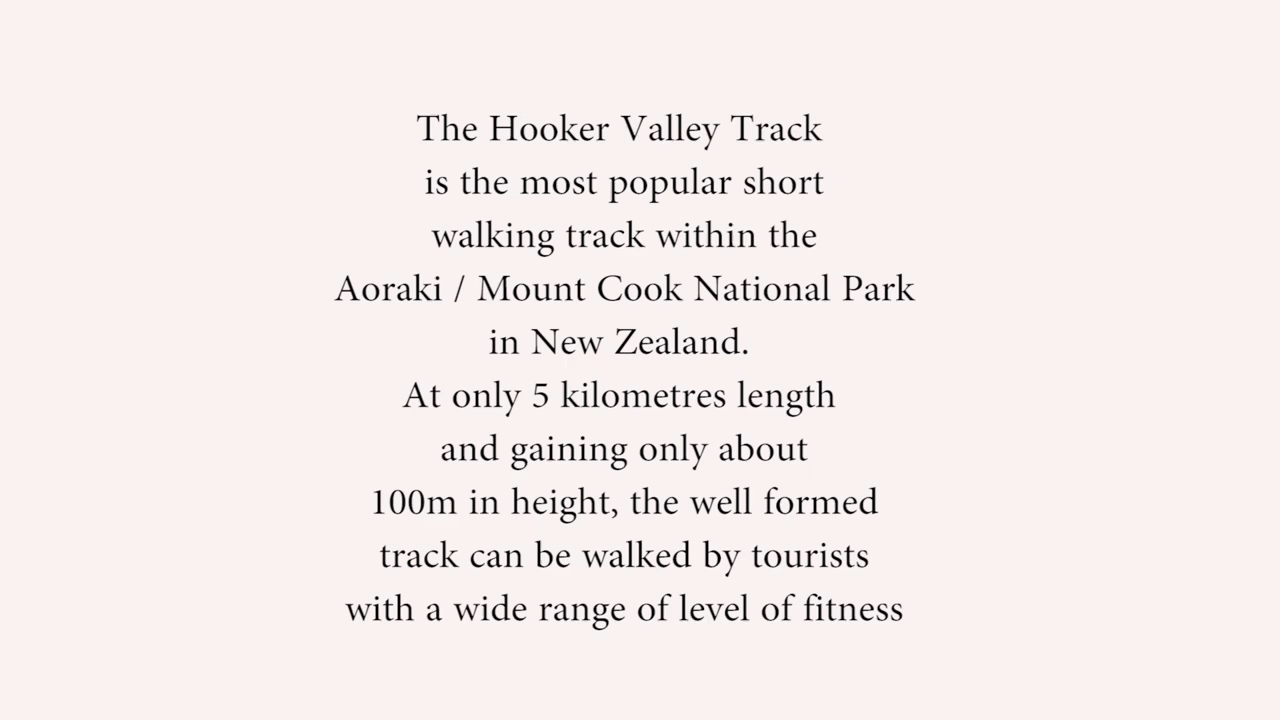 The Hooker Valley Track
is the most popular short
walking track within the
Aoraki / Mount Cook National Park
in New Zealand.
At only 5 kilometres length
and gaining only about
100m in height, the well formed
track can be walked by tourists
with a wide range of level of fitness